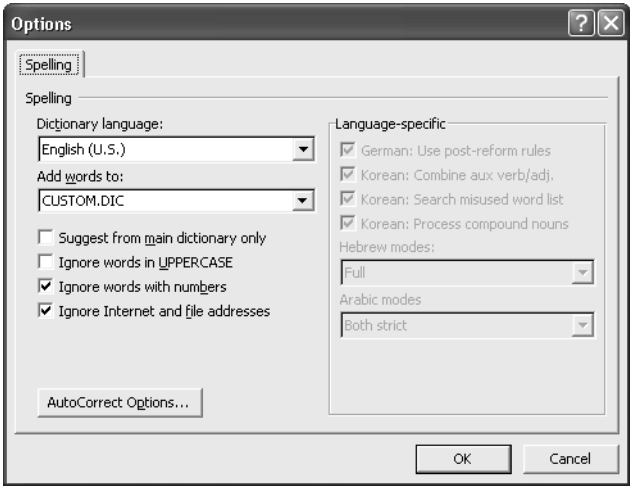 Options
Spelling
Spelling
Dictionary language:
English (U.S.)
Add words to:
CUSTOM.DIC
Suggest from main dictionary only
Ignore words in UPPERCASE
Ignore words with numbers
Ignore Internet and file addresses
AutoCorrect Options...
Language-specific
German: Use post-reform rules
Korean: Combine aux verb/adj.
Korean: Search misused word list
Korean: Process compound nouns
Hebrew modes:
Full
Arabic modes
Both strict
OK
Cancel